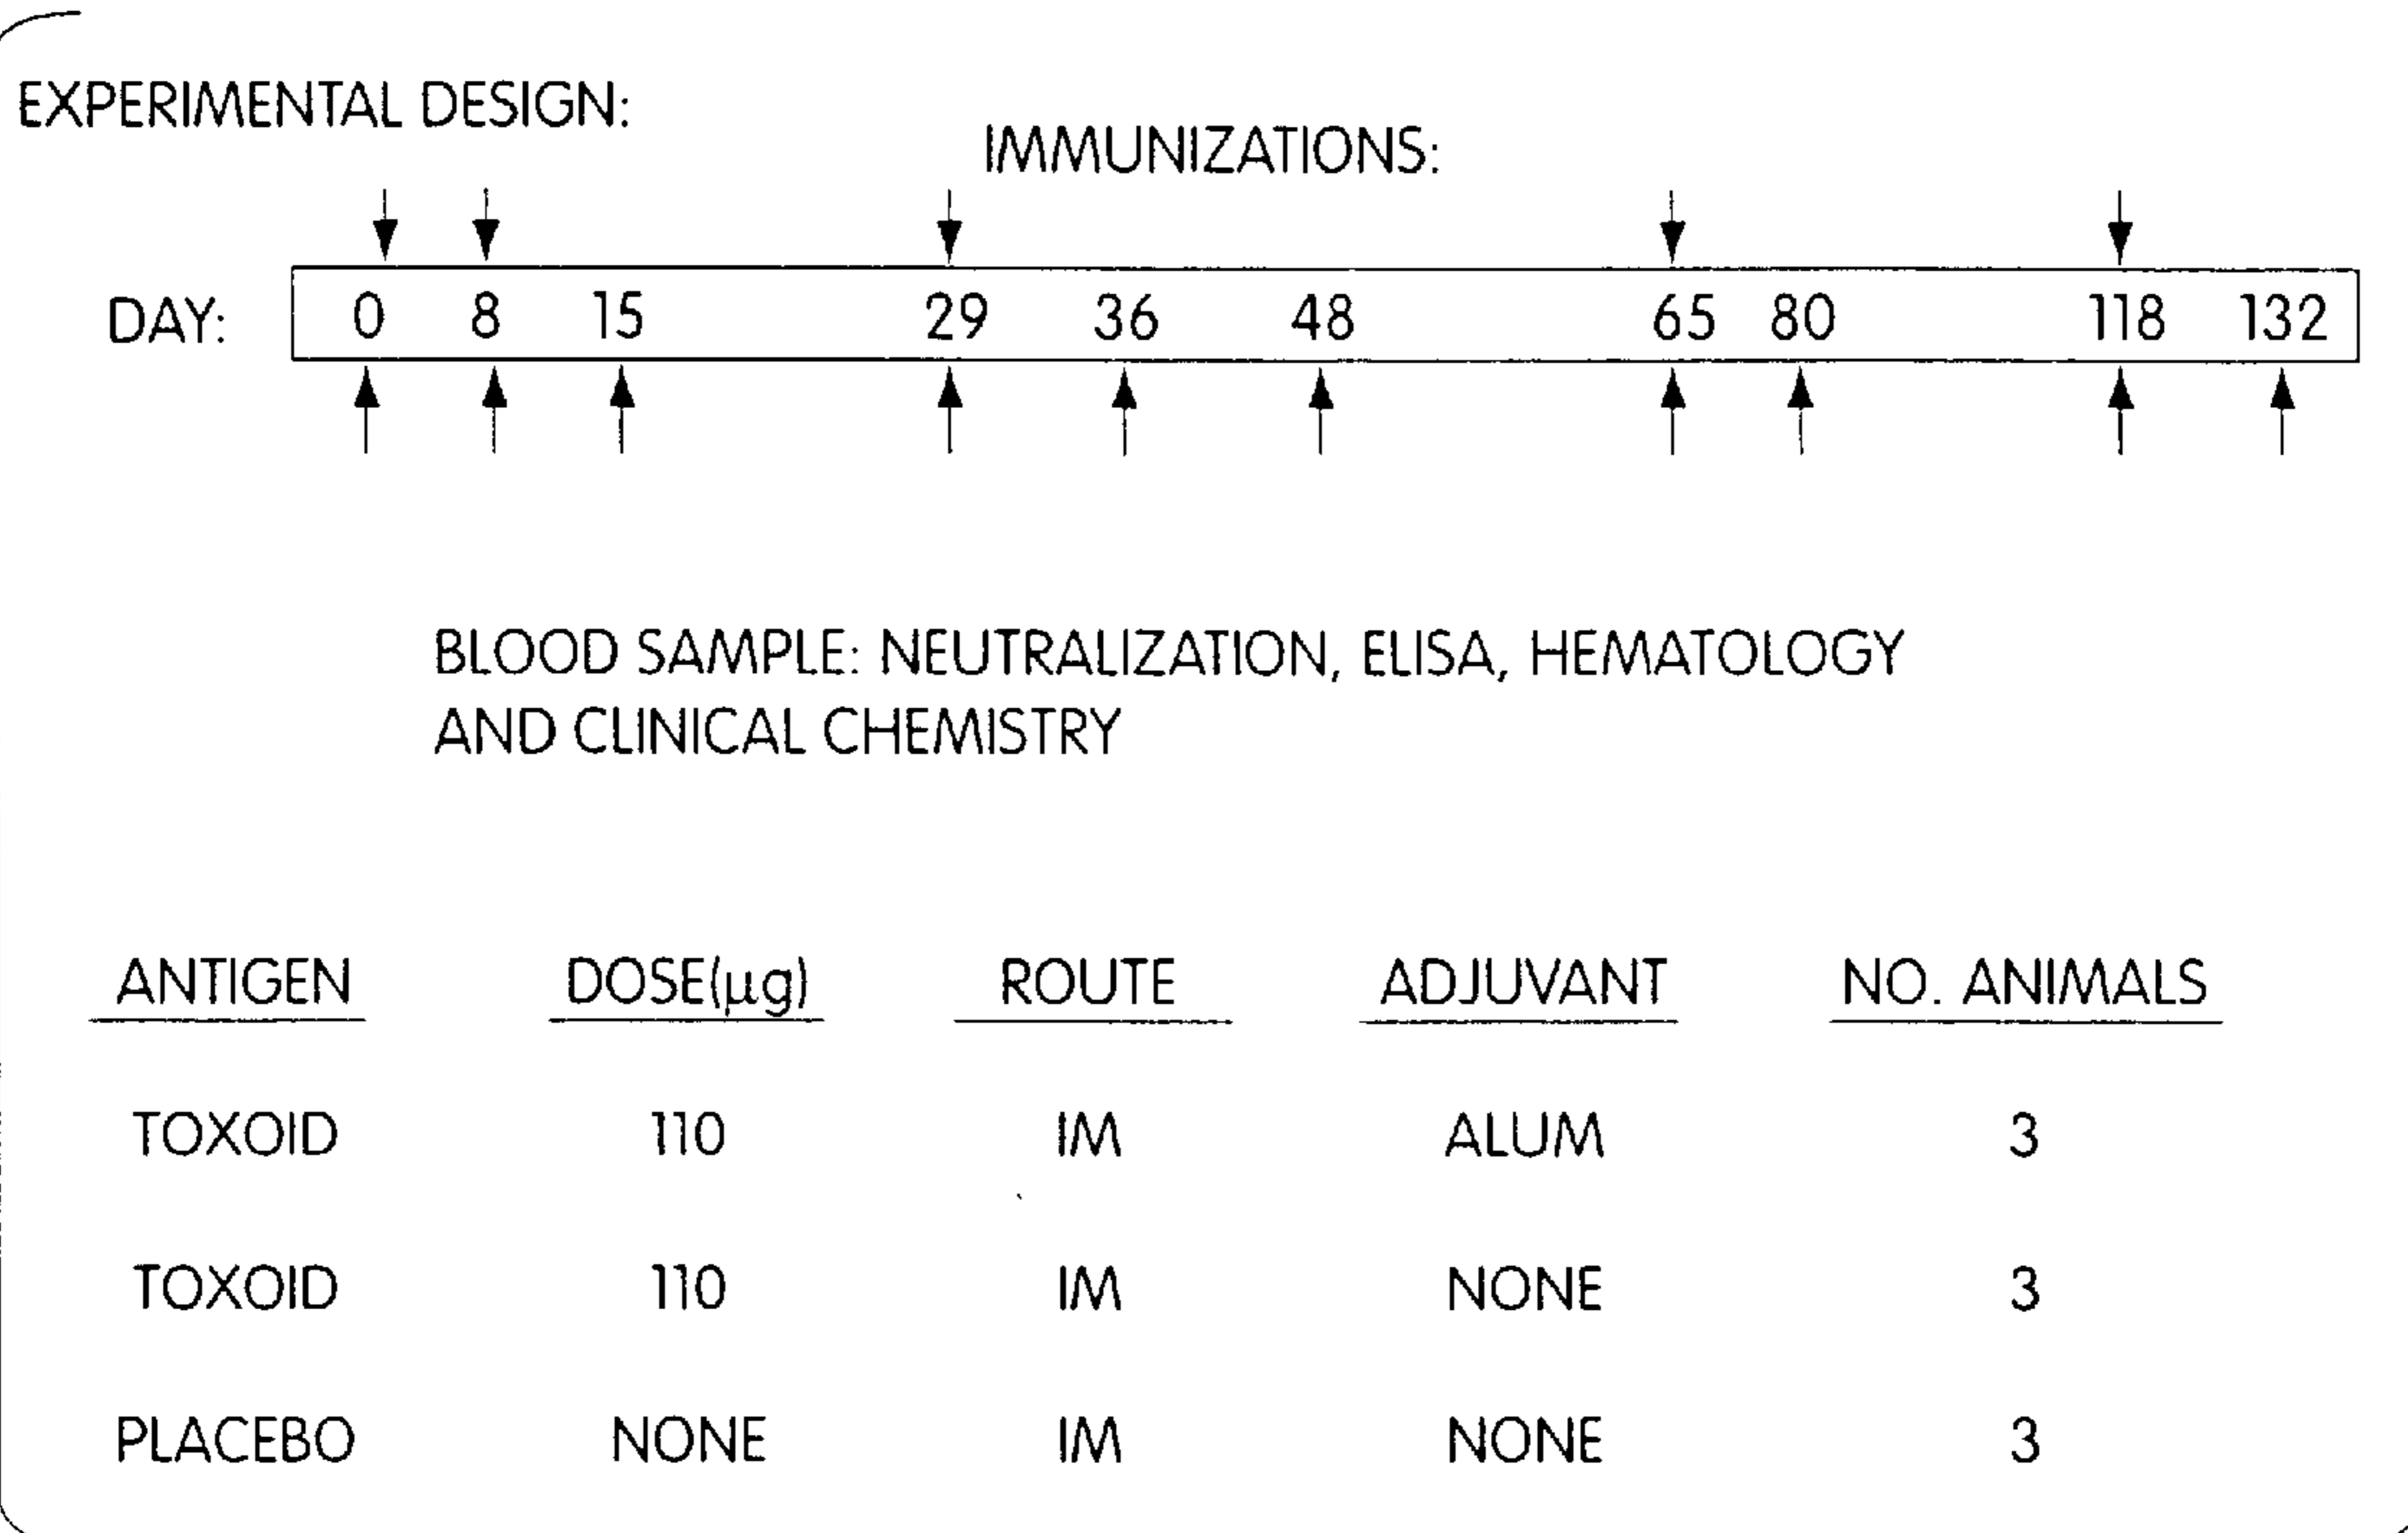 EXPERIMENTAL DESIGN:
IMMUNIZATIONS:
DAY: 0 8 15 29 36 48 65 80 118 132
BLOOD SAMPLE: NEUTRALIZATION, ELISA, HEMATOLOGY
AND CLINICAL CHEMISTRY
ANTIGEN DOSE(µg) ROUTE ADJUVANT NO. ANIMALS
TOXOID 110 IM ALUM 3
TOXOID 110 IM NONE 3
PLACEBO NONE IM NONE 3